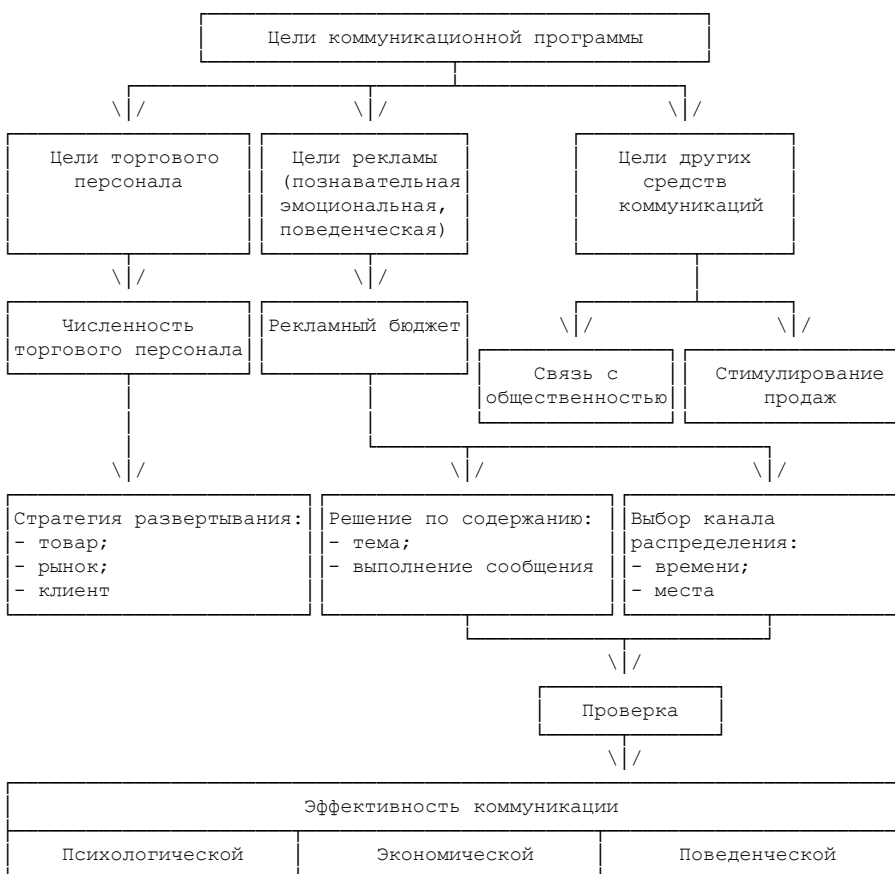 Цели коммуникационной программы
Цели торгового
персонала
Цели рекламы
(познавательная
эмоциональная,
поведенческая)
Цели других
средств
коммуникаций
Численность
торгового персонала
Рекламный бюджет
Связь с
общественностью
Стимулирование
продаж
Стратегия развертывания:
- товар;
- рынок;
- клиент
Решение по содержанию:
- тема;
- выполнение сообщения
Выбор канала
распределения:
- времени;
- места
Проверка
Эффективность коммуникации
Психологической
Экономической
Поведенческой